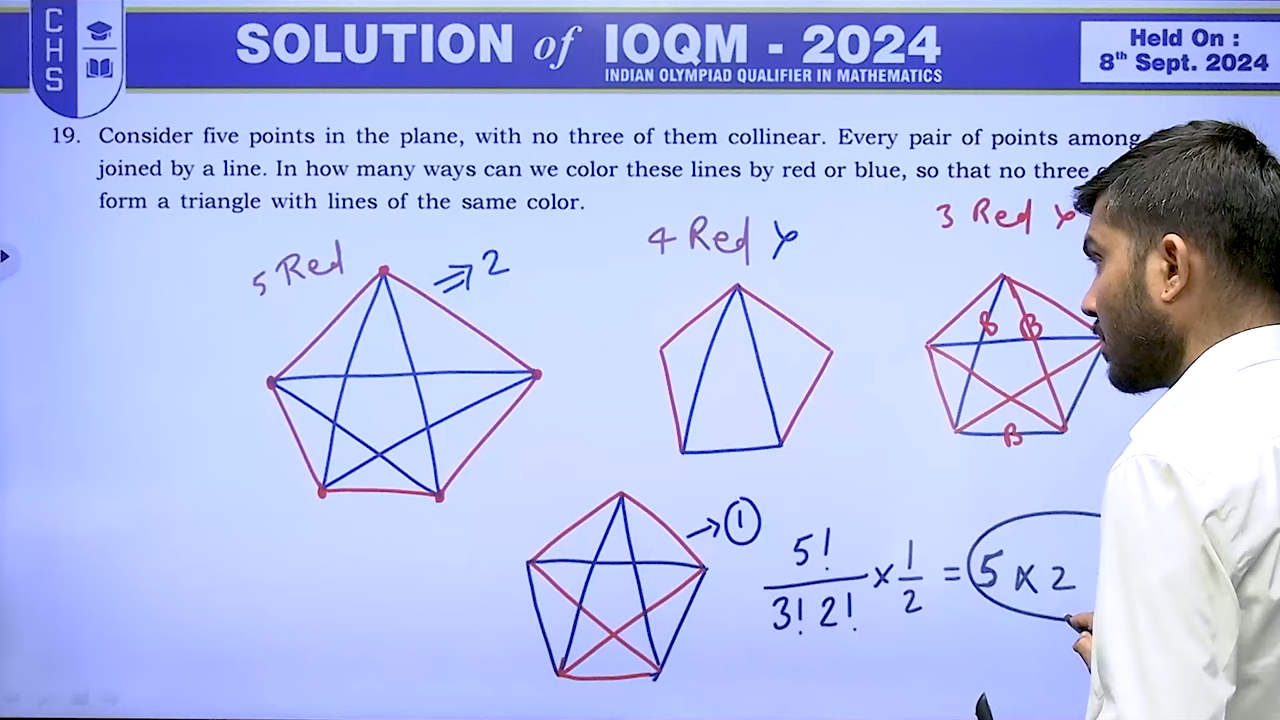 CHS
SOLUTION of IOQM - 2024
INDIAN OLYMPIAD QUALIFIER IN MATHEMATICS
Held On :
8th Sept. 2024
19. Consider five points in the plane, with no three of them collinear. Every pair of points among
joined by a line. In how many ways can we color these lines by red or blue, so that no three
form a triangle with lines of the same color.
5 Red
⇒ 2
4 Red ×
3 Red ×
B B
B
→ 1
5!/3! 2! × 1/2 = 5 × 2